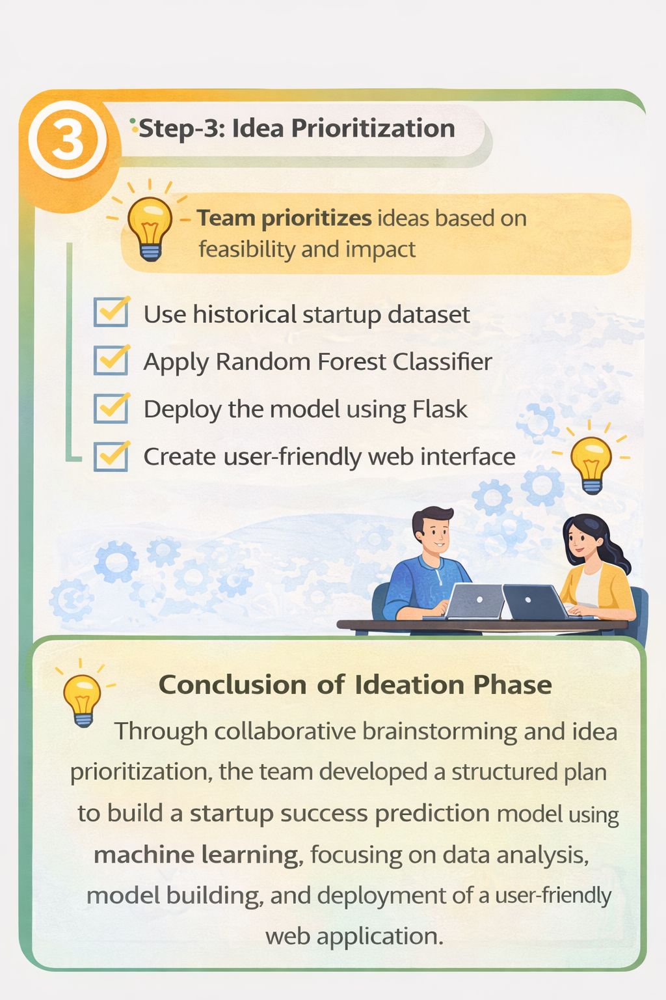 3
Step-3: Idea Prioritization
Team prioritizes ideas based on
feasibility and impact
Use historical startup dataset
Apply Random Forest Classifier
Deploy the model using Flask
Create user-friendly web interface
Conclusion of Ideation Phase
Through collaborative brainstorming and idea
prioritization, the team developed a structured plan
to build a startup success prediction model using
machine learning, focusing on data analysis,
model building, and deployment of a user-friendly
web application.